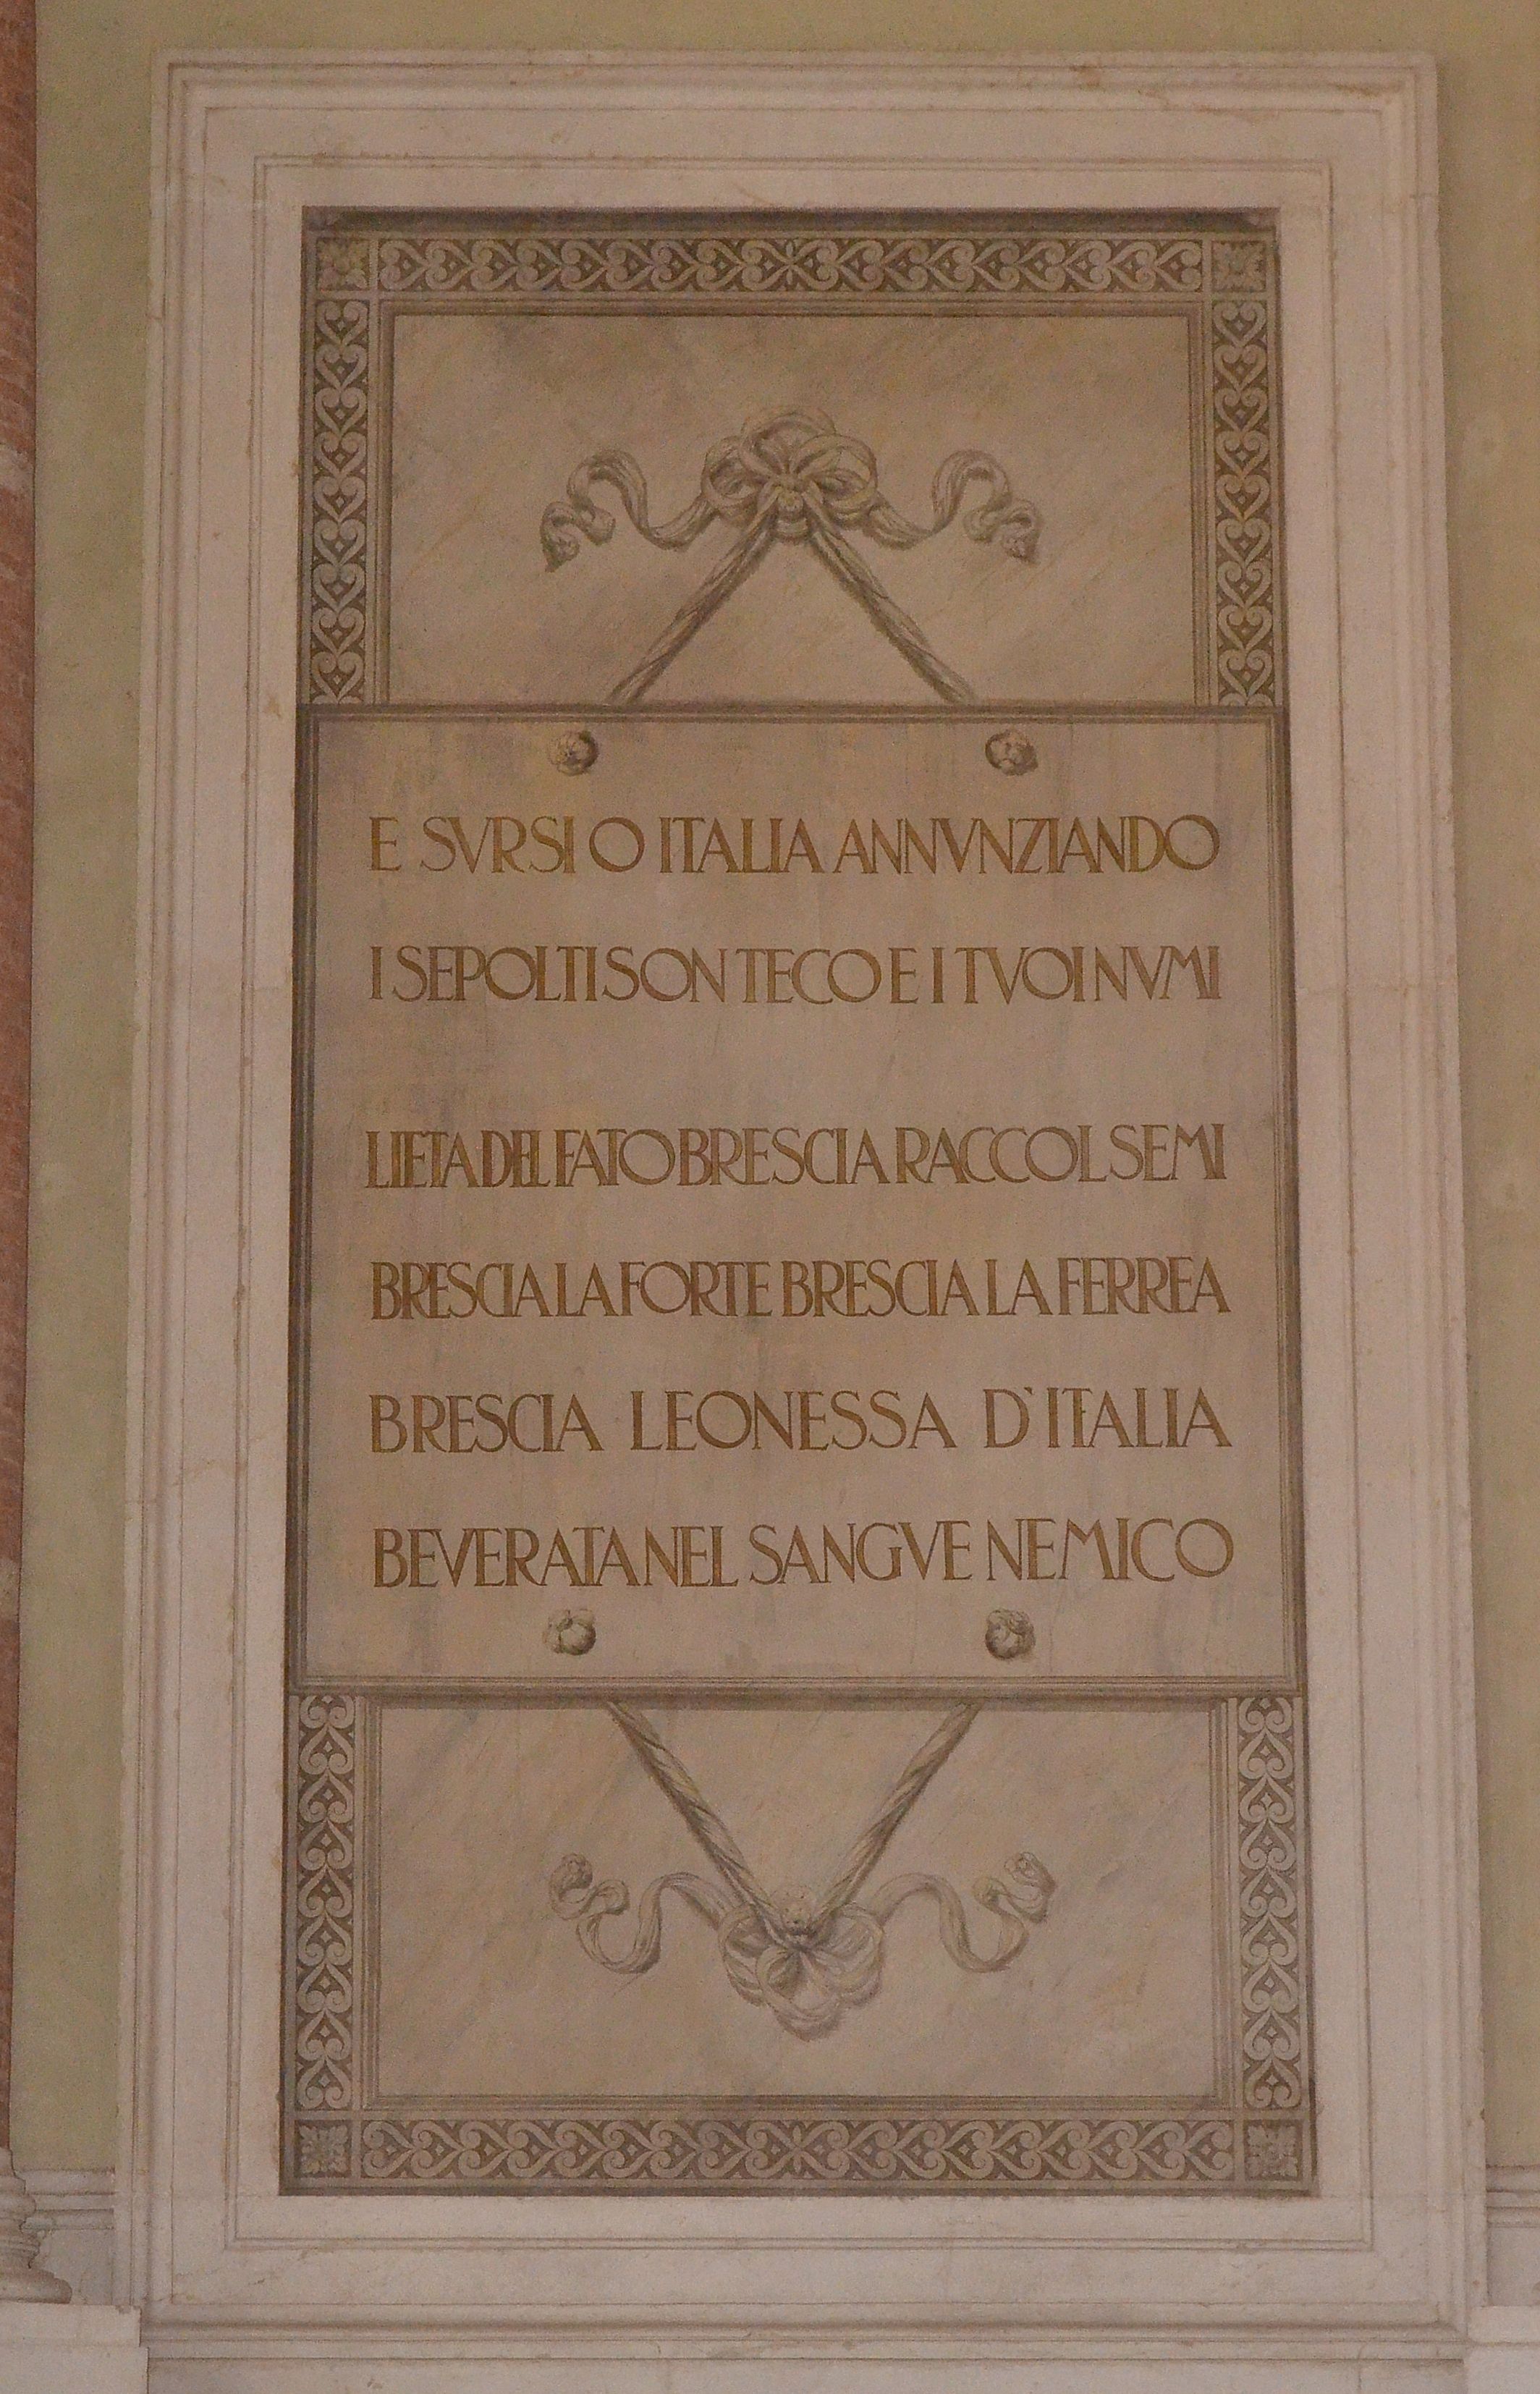 E SVRSI O ITALIA ANNVNZIANDO
I SEPOLTI SON TECO E I TVOI NVMI
LIETA DEL FATO BRESCIA RACCOLSEMI
BRESCIA LA FORTE BRESCIA LA FERREA
BRESCIA LEONESSA D'ITALIA
BEVERATA NEL SANGVE NEMICO